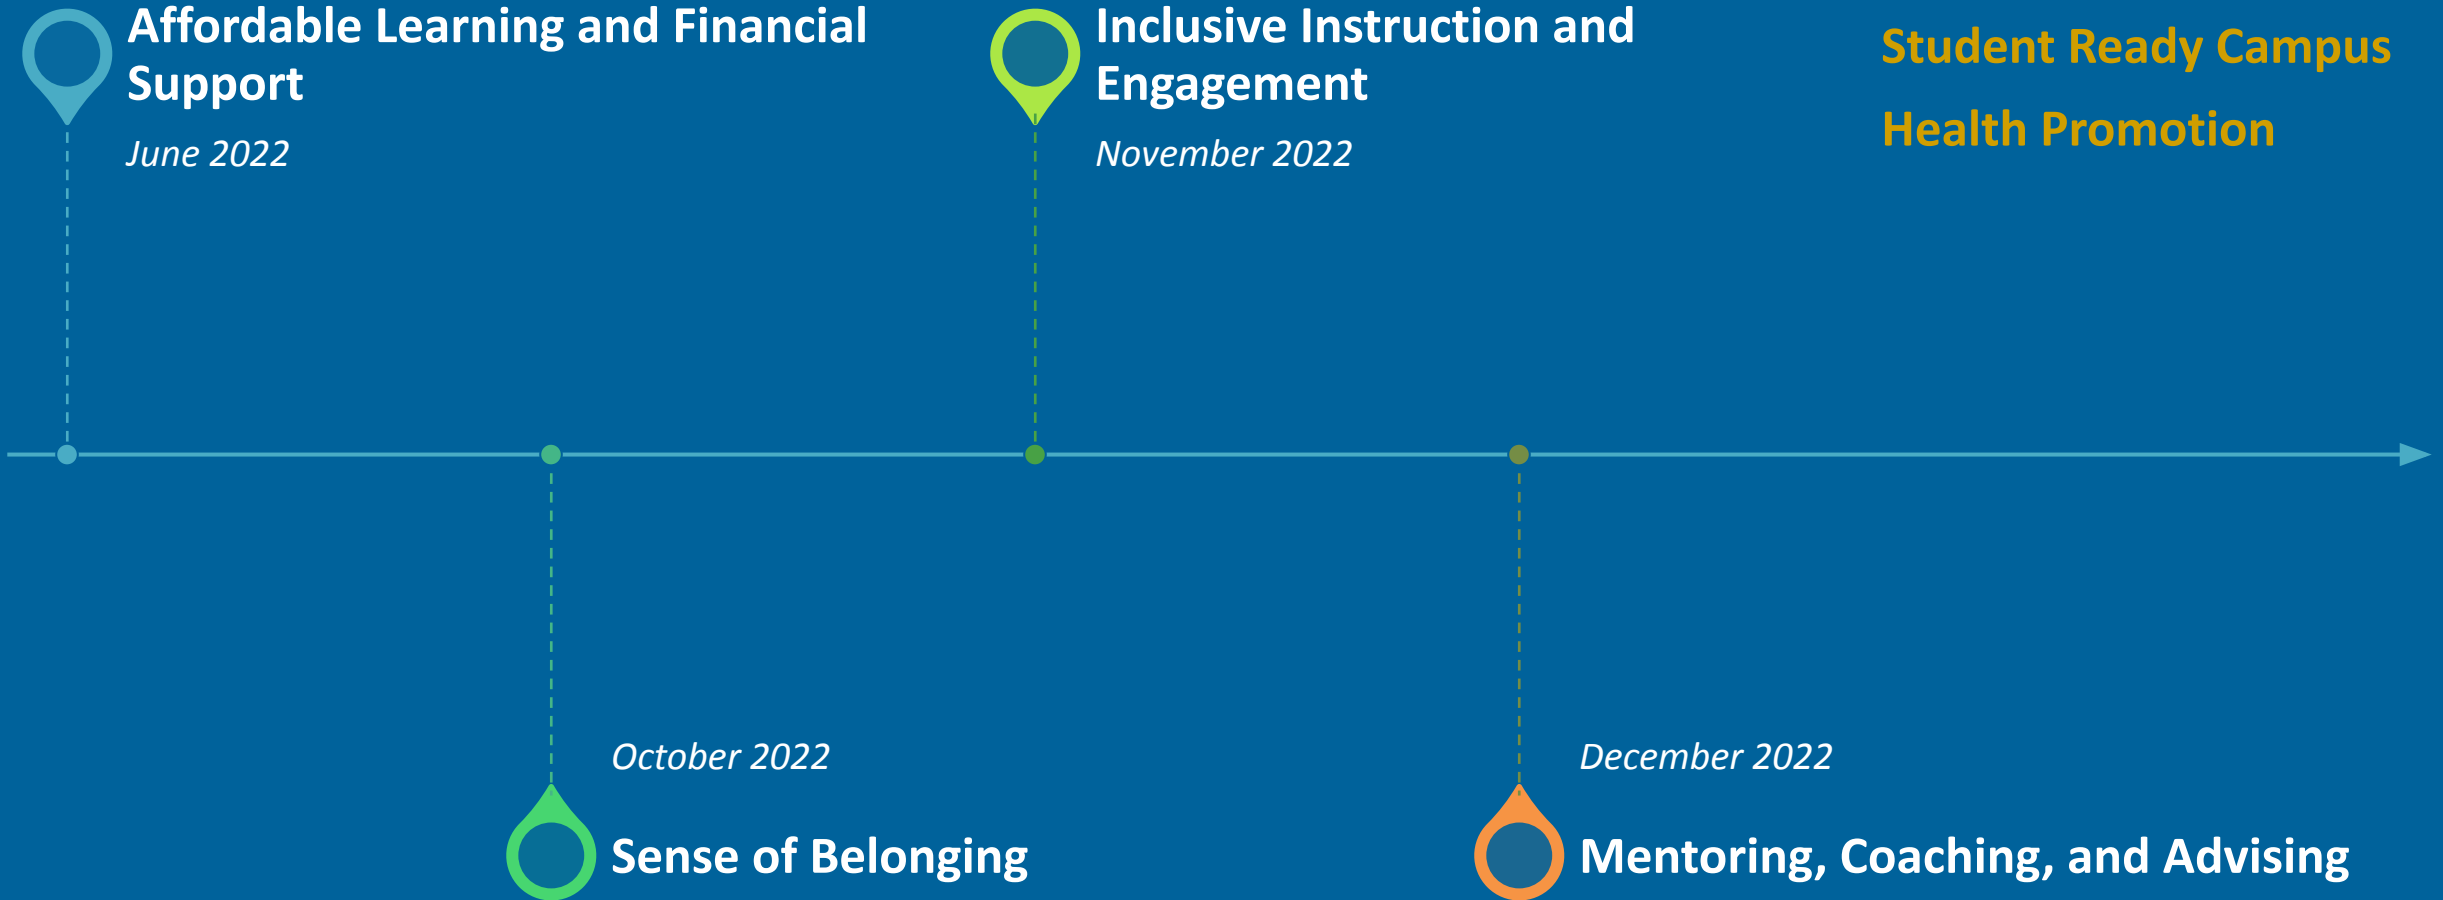 Affordable Learning and Financial
Support
June 2022
Inclusive Instruction and
Engagement
November 2022
Student Ready Campus
Health Promotion
October 2022
Sense of Belonging
December 2022
Mentoring, Coaching, and Advising